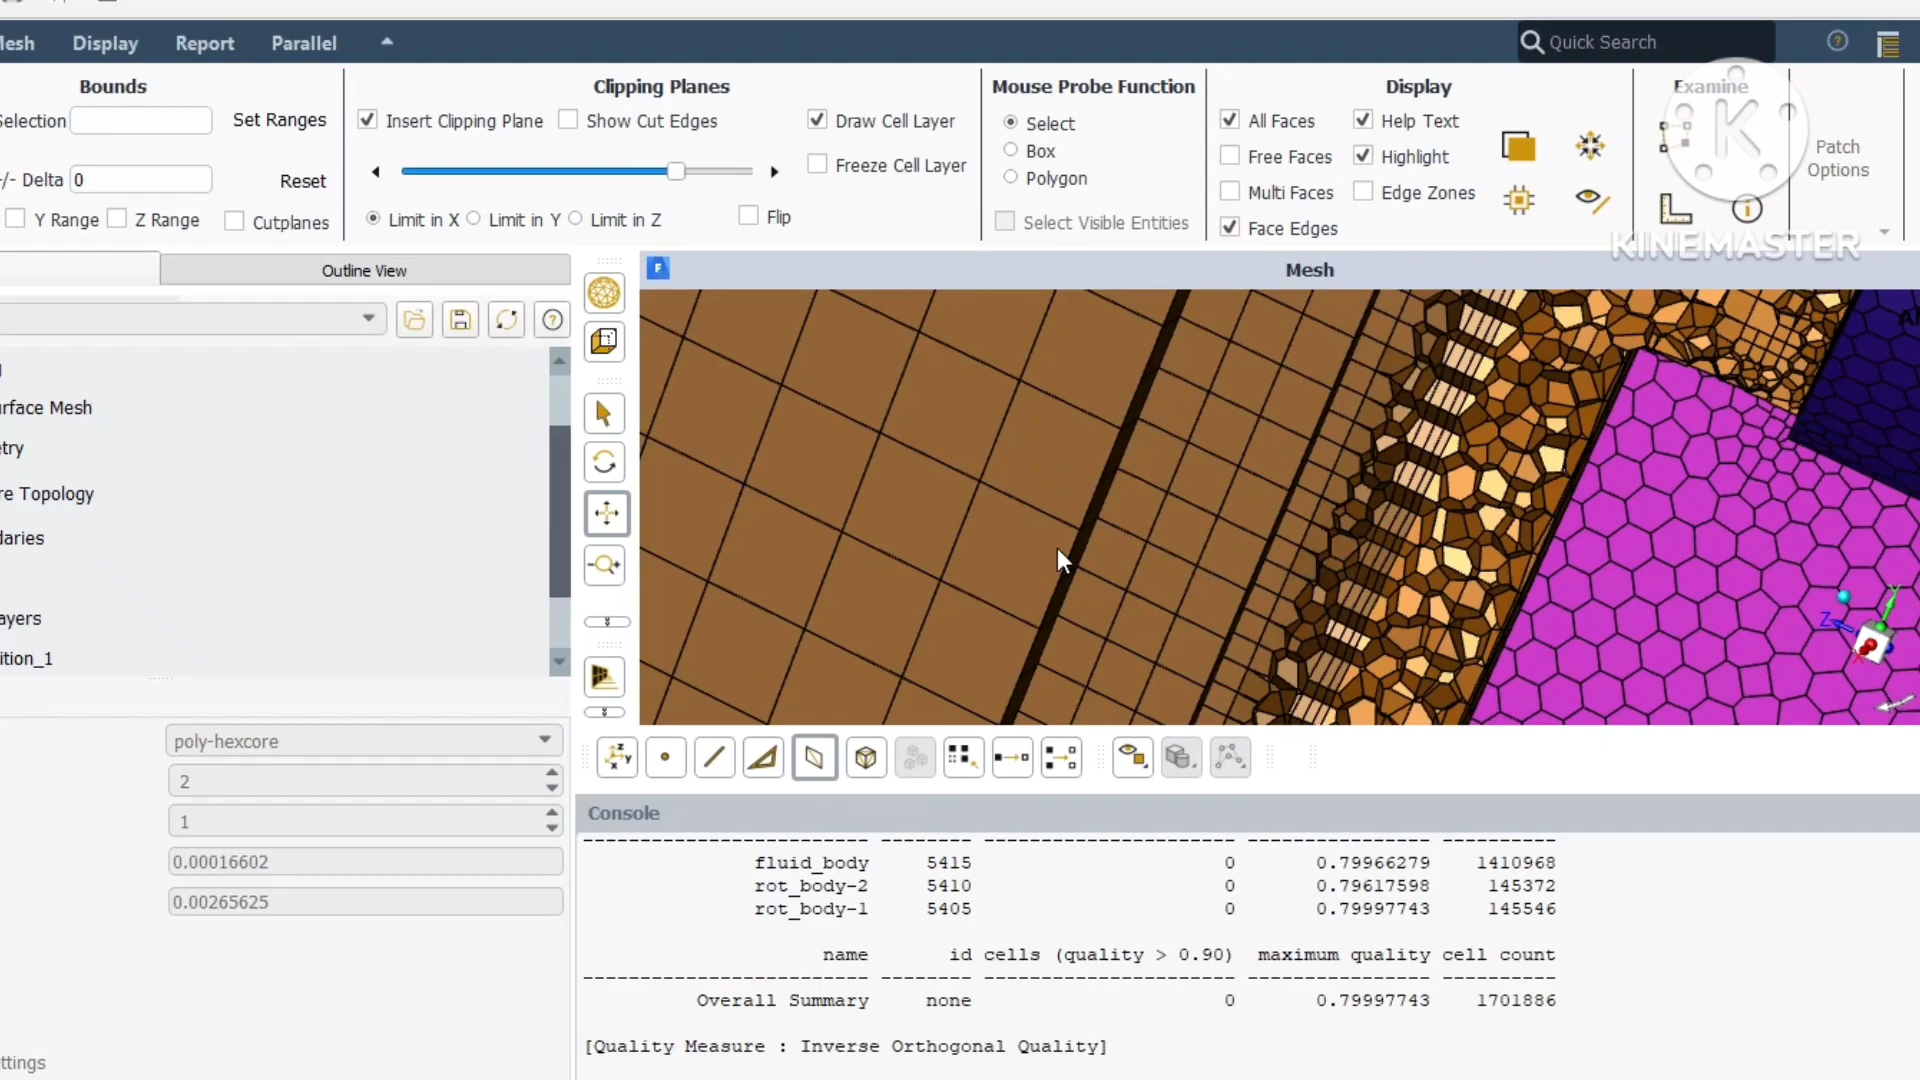 Mesh Display Report Parallel Quick Search
Bounds Clipping Planes Mouse Probe Function Display Examine
Selection Set Ranges Insert Clipping Plane Show Cut Edges Draw Cell Layer Select All Faces Help Text
Box Patch
Options
+/- Delta 0 Reset Freeze Cell Layer Polygon Free Faces Highlight
Multi Faces Edge Zones
Y Range Z Range Cutplanes Limit in X Limit in Y Limit in Z Flip Select Visible Entities Face Edges
K
KINEMASTER
Outline View Mesh
F
urface Mesh
etry
re Topology
daries
ayers
ition_1
Z
Y
X
poly-hexcore
2
1
0.00016602
0.00265625
ttings
Console
fluid_body 5415 0 0.79966279 1410968
rot_body-2 5410 0 0.79617598 145372
rot_body-1 5405 0 0.79997743 145546
name id cells (quality > 0.90) maximum quality cell count
Overall Summary none 0 0.79997743 1701886
[Quality Measure : Inverse Orthogonal Quality]